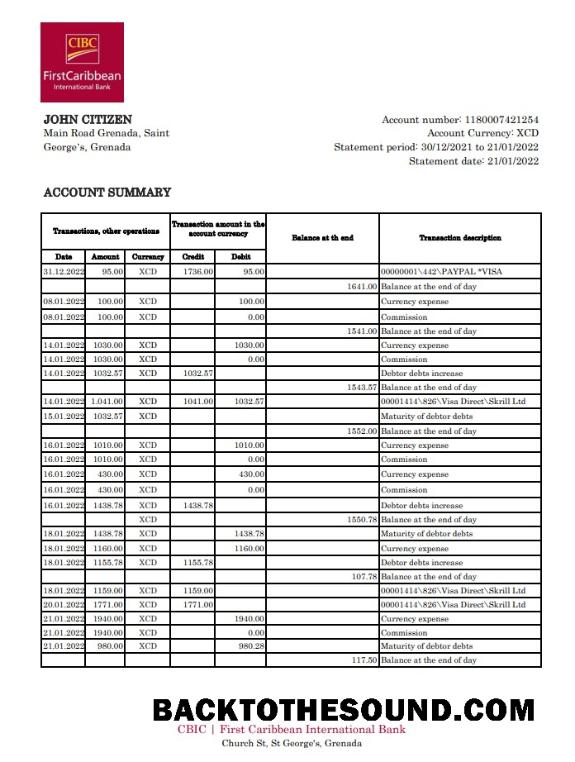 CIBC
FirstCaribbean
International Bank
JOHN CITIZEN
Main Road Grenada, Saint
George's, Grenada
Account number: 1180007421254
Account Currency: XCD
Statement period: 30/12/2021 to 21/01/2022
Statement date: 21/01/2022
ACCOUNT SUMMARY
Transactions, other operations Transaction amount in the account currency Balance at th end Transaction description
Date Amount Currency Credit Debit
31.12.2022 95.00 XCD 1736.00 95.00 00000001\442\PAYPAL *VISA
1641.00 Balance at the end of day
08.01.2022 100.00 XCD 100.00 Currency expense
08.01.2022 100.00 XCD 0.00 Commission
1541.00 Balance at the end of day
14.01.2022 1030.00 XCD 1030.00 Currency expense
14.01.2022 1030.00 XCD 0.00 Commission
14.01.2022 1032.57 XCD 1032.57 Debtor debts increase
1543.57 Balance at the end of day
14.01.2022 1.041.00 XCD 1041.00 1032.57 00001414\826\Visa Direct\Skrill Ltd
15.01.2022 1032.57 XCD Maturity of debtor debts
1552.00 Balance at the end of day
16.01.2022 1010.00 XCD 1010.00 Currency expense
16.01.2022 1010.00 XCD 0.00 Commission
16.01.2022 430.00 XCD 430.00 Currency expense
16.01.2022 430.00 XCD 0.00 Commission
16.01.2022 1438.78 XCD 1438.78 Debtor debts increase
XCD 1550.78 Balance at the end of day
18.01.2022 1438.78 XCD 1438.78 Maturity of debtor debts
18.01.2022 1160.00 XCD 1160.00 Currency expense
18.01.2022 1155.78 XCD 1155.78 Debtor debts increase
107.78 Balance at the end of day
18.01.2022 1159.00 XCD 1159.00 00001414\826\Visa Direct\Skrill Ltd
20.01.2022 1771.00 XCD 1771.00 00001414\826\Visa Direct\Skrill Ltd
21.01.2022 1940.00 XCD 1940.00 Currency expense
21.01.2022 1940.00 XCD 0.00 Commission
21.01.2022 980.00 XCD 980.28 Maturity of debtor debts
117.50 Balance at the end of day
BACKTOTHESOUND.COM
CBIC | First Caribbean International Bank
Church St, St George's, Grenada